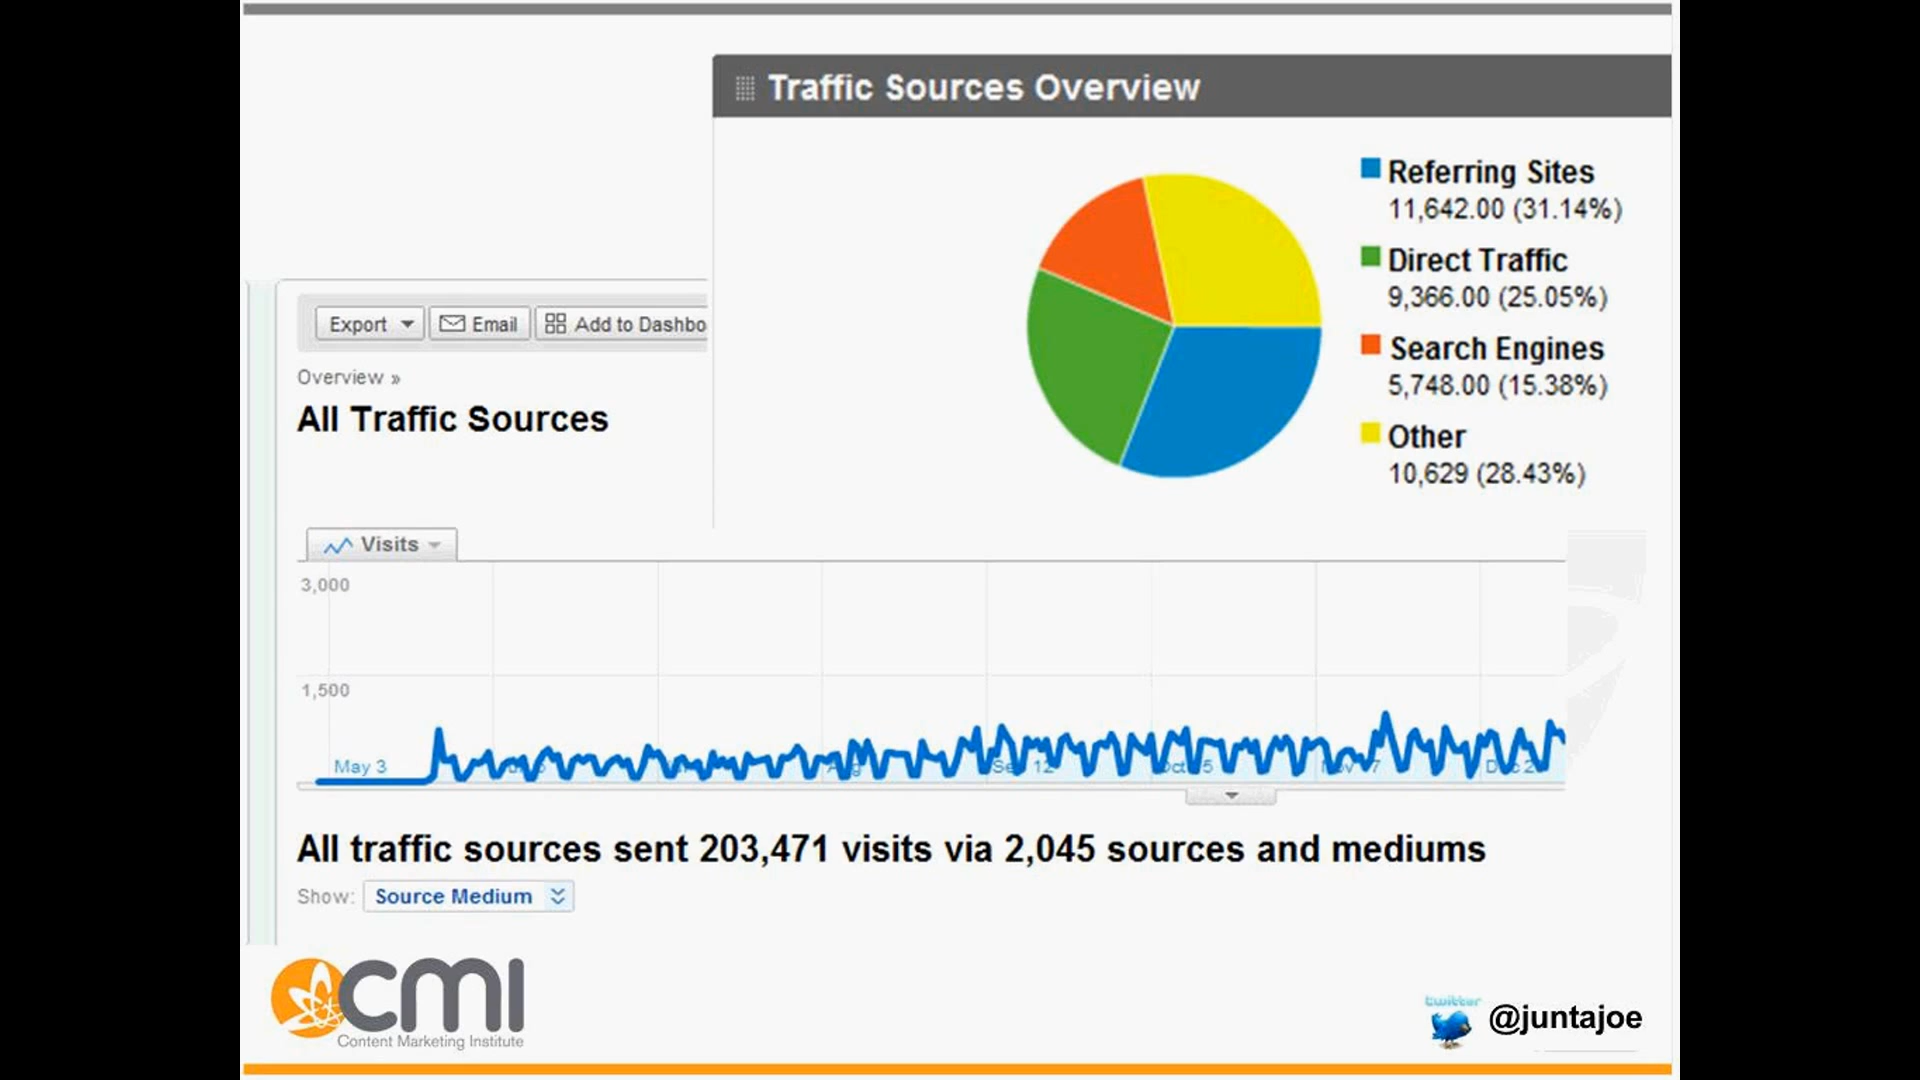 Traffic Sources Overview
Referring Sites
11,642.00 (31.14%)
Direct Traffic
9,366.00 (25.05%)
Search Engines
5,748.00 (15.38%)
Other
10,629 (28.43%)
Export
Email
Add to Dashbo
Overview »
All Traffic Sources
Visits
3,000
1,500
May 3
12
All traffic sources sent 203,471 visits via 2,045 sources and mediums
Show: Source Medium
cmi
Content Marketing Institute
twitter
@juntajoe